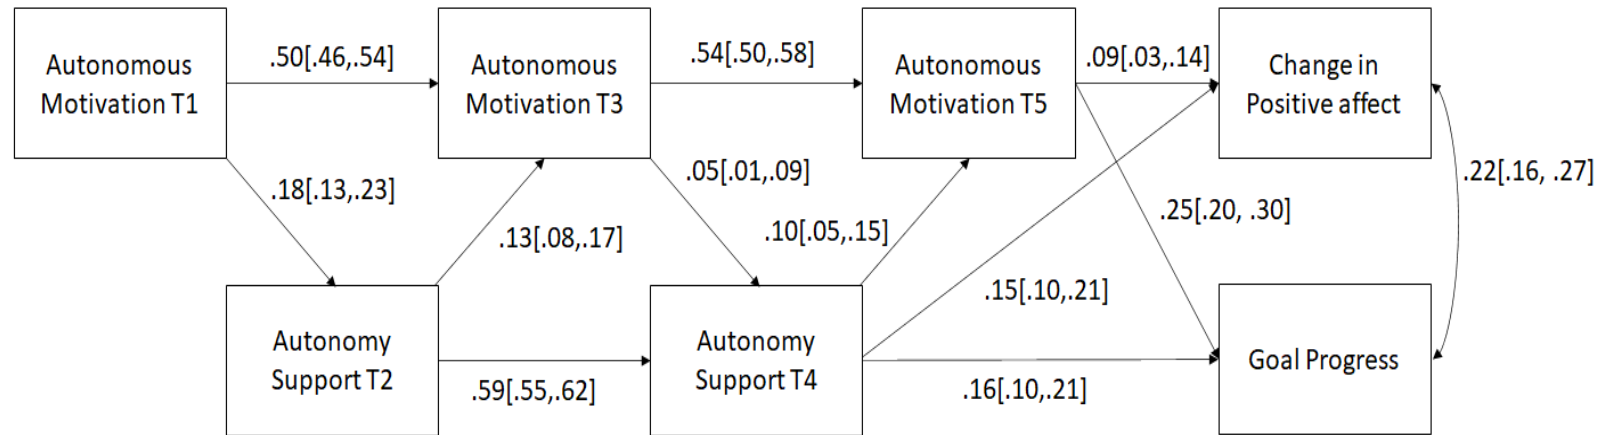 Autonomous
Motivation T1
.50[.46,.54]
Autonomous
Motivation T3
.54[.50,.58]
Autonomous
Motivation T5
.09[.03,.14]
Change in
Positive affect
.18[.13,.23]
.13[.08,.17]
.05[.01,.09]
.10[.05,.15]
.25[.20, .30]
.22[.16, .27]
.15[.10,.21]
Autonomy
Support T2
.59[.55,.62]
Autonomy
Support T4
.16[.10,.21]
Goal Progress